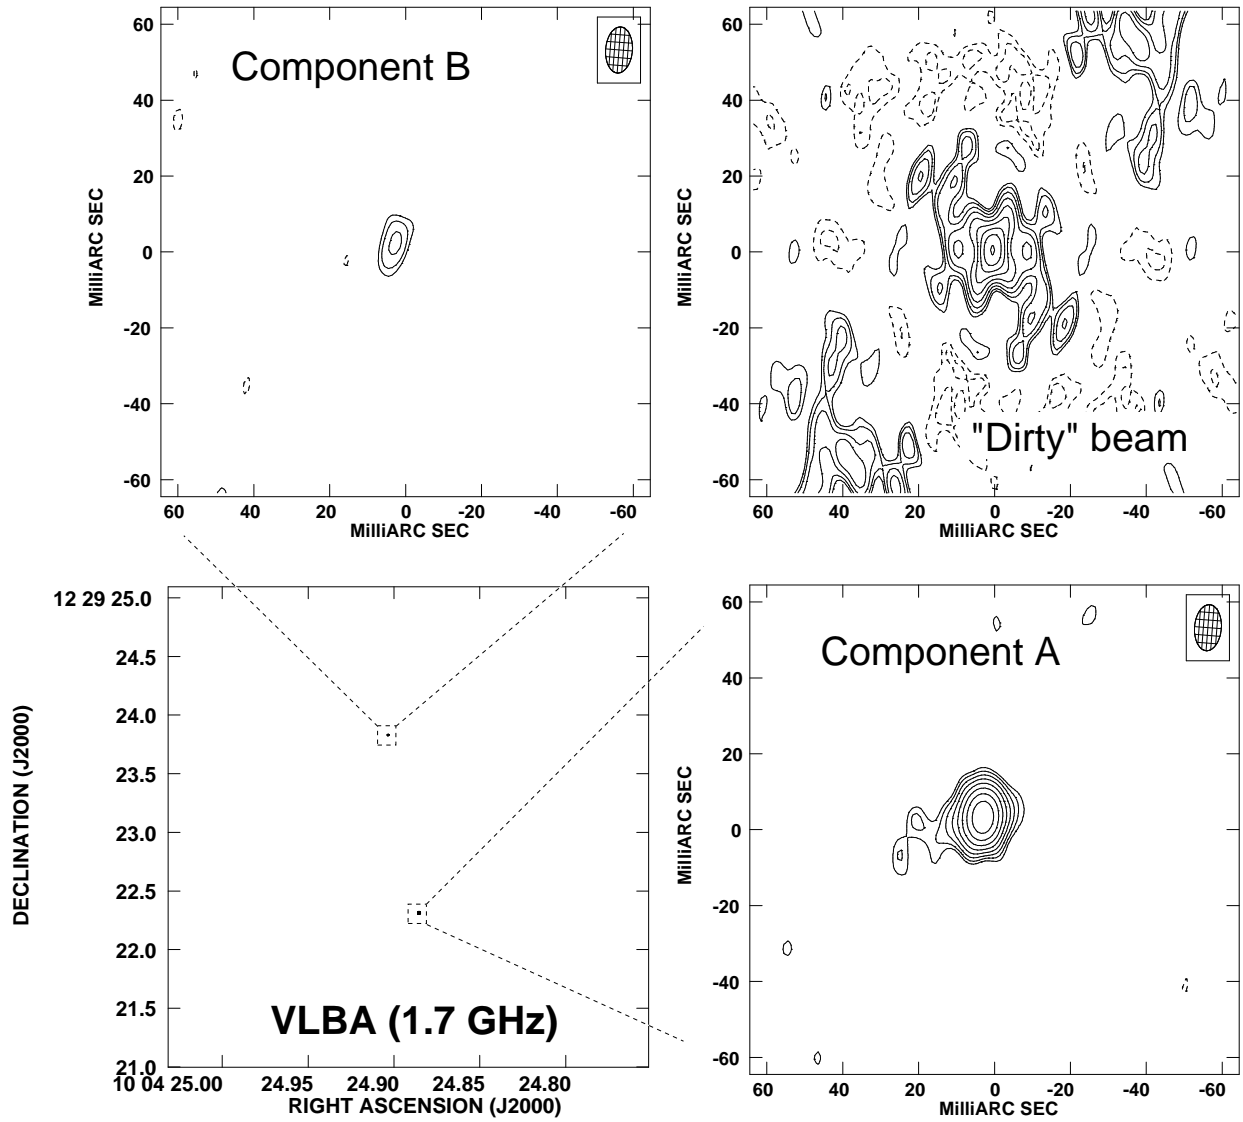 60
40
20
0
-20
-40
-60
MilliARC SEC
Component B
60 40 20 0 -20 -40 -60
MilliARC SEC
60
40
20
0
-20
-40
-60
MilliARC SEC
"Dirty" beam
60 40 20 0 -20 -40 -60
MilliARC SEC
12 29 25.0
24.5
24.0
23.5
23.0
22.5
22.0
21.5
21.0
DECLINATION (J2000)
VLBA (1.7 GHz)
10 04 25.00 24.95 24.90 24.85 24.80
RIGHT ASCENSION (J2000)
60
40
20
0
-20
-40
-60
MilliARC SEC
Component A
60 40 20 0 -20 -40 -60
MilliARC SEC